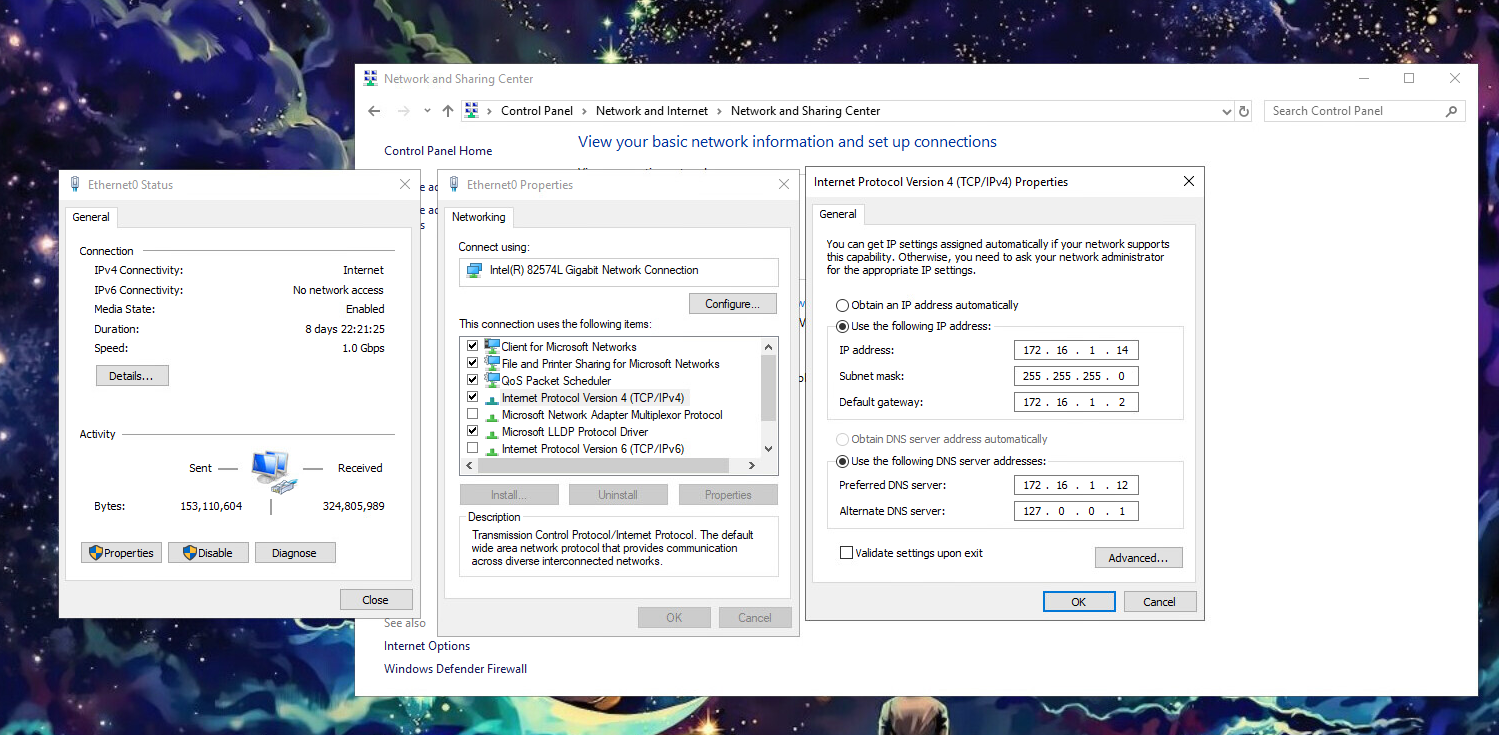 Network and Sharing Center
Control Panel
Network and Internet
Network and Sharing Center
Search Control Panel
Control Panel Home
View your basic network information and set up connections
See also
Internet Options
Windows Defender Firewall
Ethernet0 Status
General
Connection
IPv4 Connectivity: Internet
IPv6 Connectivity: No network access
Media State: Enabled
Duration: 8 days 22:21:25
Speed: 1.0 Gbps
Details...
Activity
Sent Received
Bytes: 153,110,604 324,805,989
Properties Disable Diagnose
Close
Ethernet0 Properties
Networking
Connect using:
Intel(R) 82574L Gigabit Network Connection
Configure...
This connection uses the following items:
Client for Microsoft Networks
File and Printer Sharing for Microsoft Networks
QoS Packet Scheduler
Internet Protocol Version 4 (TCP/IPv4)
Microsoft Network Adapter Multiplexor Protocol
Microsoft LLDP Protocol Driver
Internet Protocol Version 6 (TCP/IPv6)
Install... Uninstall Properties
Description
Transmission Control Protocol/Internet Protocol. The default
wide area network protocol that provides communication
across diverse interconnected networks.
OK Cancel
Internet Protocol Version 4 (TCP/IPv4) Properties
General
You can get IP settings assigned automatically if your network supports
this capability. Otherwise, you need to ask your network administrator
for the appropriate IP settings.
Obtain an IP address automatically
Use the following IP address:
IP address: 172 . 16 . 1 . 14
Subnet mask: 255 . 255 . 255 . 0
Default gateway: 172 . 16 . 1 . 2
Obtain DNS server address automatically
Use the following DNS server addresses:
Preferred DNS server: 172 . 16 . 1 . 12
Alternate DNS server: 127 . 0 . 0 . 1
Validate settings upon exit
Advanced...
OK Cancel